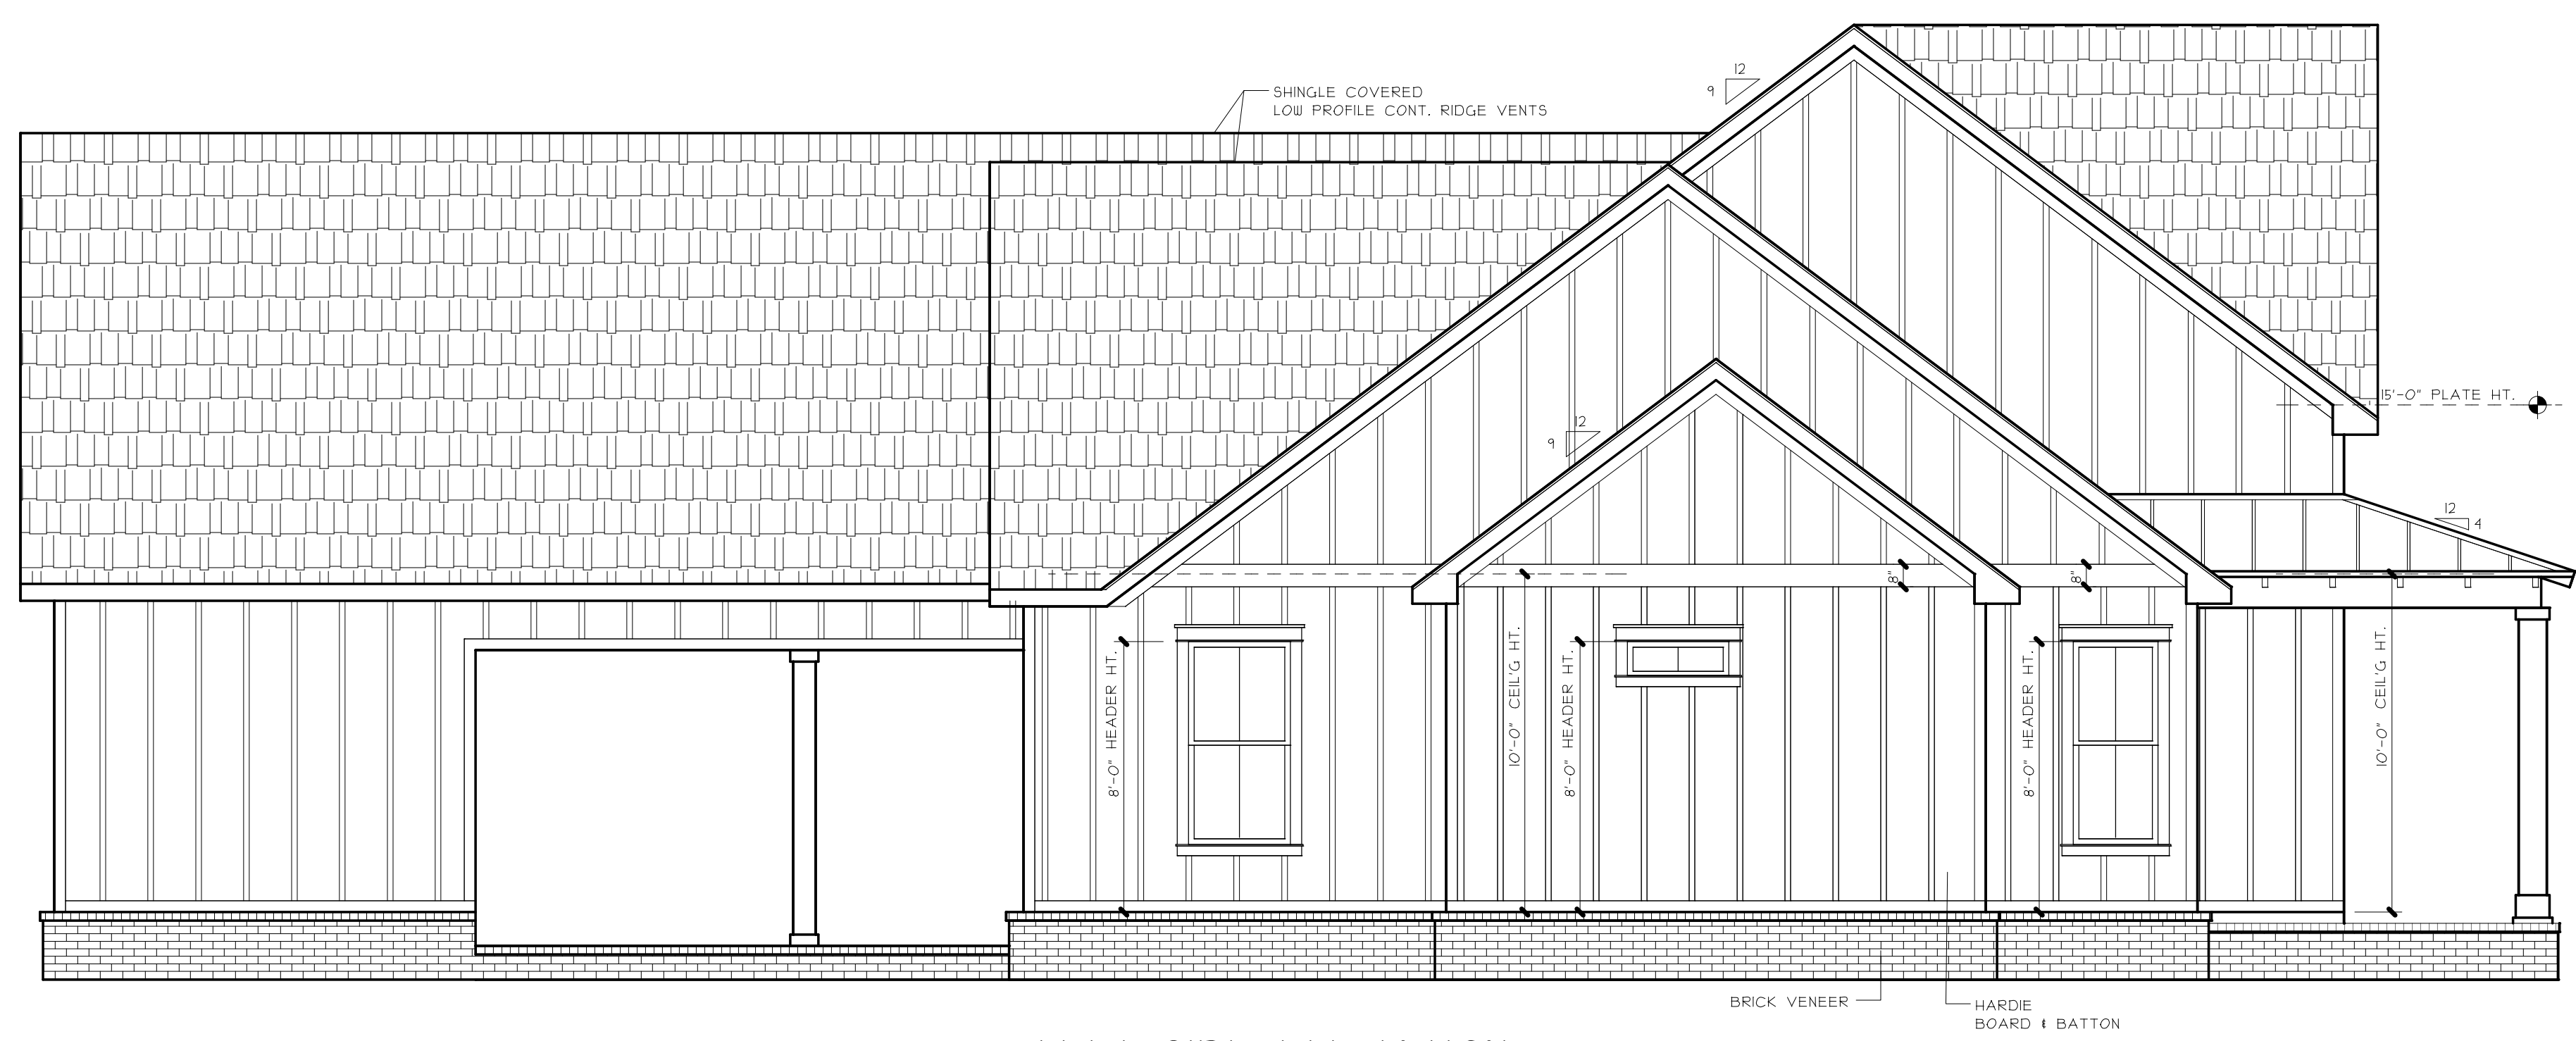 12
9
SHINGLE COVERED
LOW PROFILE CONT. RIDGE VENTS
15'-0" PLATE HT.
12
9
12
4
8"
8"
8'-0" HEADER HT.
10'-0" CEIL'G HT.
8'-0" HEADER HT.
8'-0" HEADER HT.
10'-0" CEIL'G HT.
BRICK VENEER
HARDIE
BOARD & BATTON